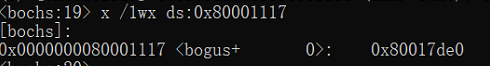 <bochs:19> x /1wx ds:0x80001117
[bochs]:
0x0000000080001117 <bogus+       0>:    0x80017de0